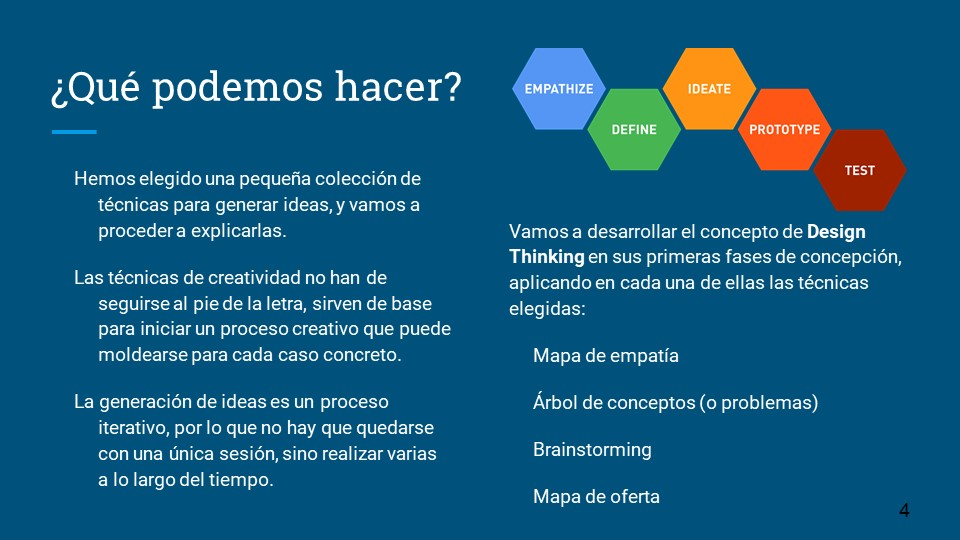 ¿Qué podemos hacer?
Hemos elegido una pequeña colección de
técnicas para generar ideas, y vamos a
proceder a explicarlas.
Las técnicas de creatividad no han de
seguirse al pie de la letra, sirven de base
para iniciar un proceso creativo que puede
moldearse para cada caso concreto.
La generación de ideas es un proceso
iterativo, por lo que no hay que quedarse
con una única sesión, sino realizar varias
a lo largo del tiempo.
EMPATHIZE
DEFINE
IDEATE
PROTOTYPE
TEST
Vamos a desarrollar el concepto de Design
Thinking en sus primeras fases de concepción,
aplicando en cada una de ellas las técnicas
elegidas:
Mapa de empatía
Árbol de conceptos (o problemas)
Brainstorming
Mapa de oferta
4